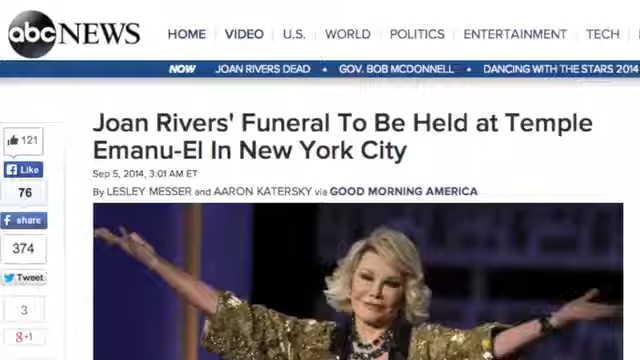 abc NEWS
HOME VIDEO U.S. WORLD POLITICS ENTERTAINMENT TECH
NOW JOAN RIVERS DEAD • GOV. BOB MCDONNELL • DANCING WITH THE STARS 2014
Joan Rivers' Funeral To Be Held at Temple
Emanu-El In New York City
Sep 5, 2014, 3:01 AM ET
By LESLEY MESSER and AARON KATERSKY via GOOD MORNING AMERICA
121
Like
76
share
374
Tweet
3
g+1